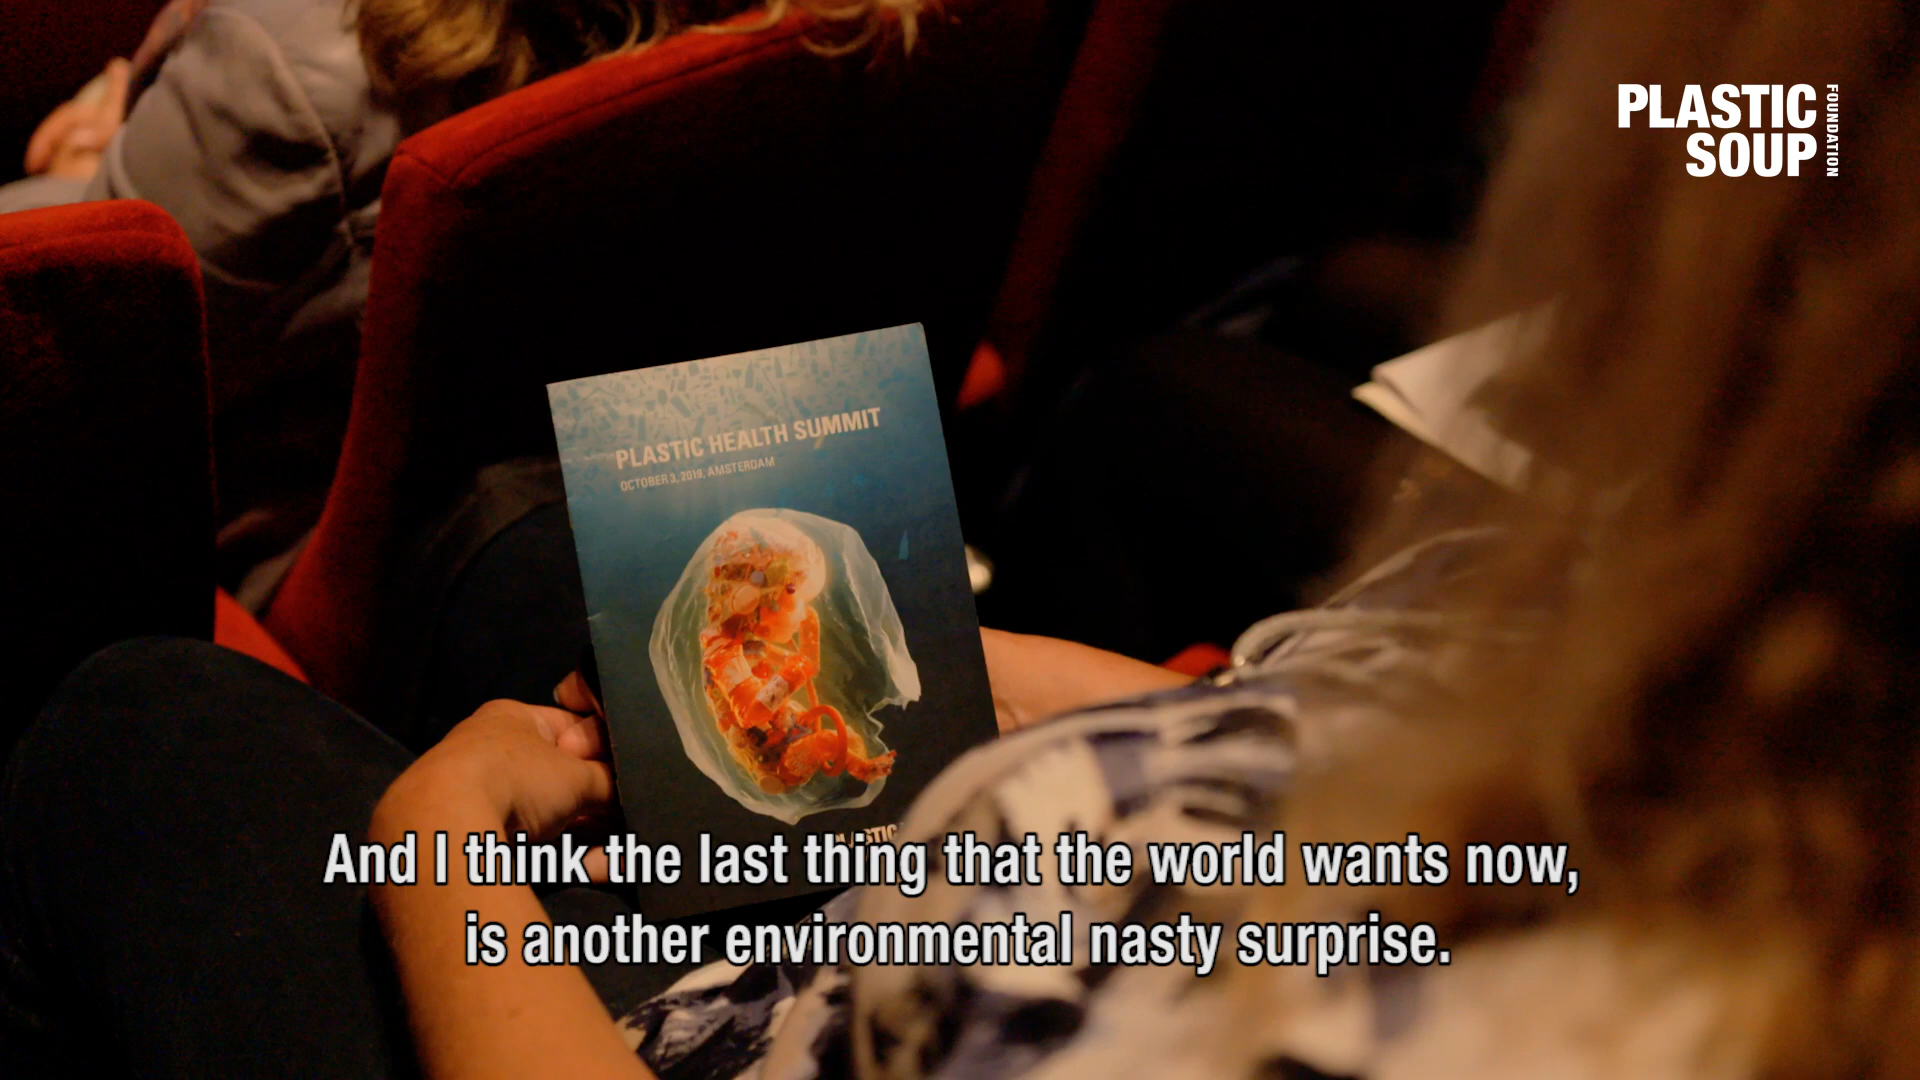 PLASTIC
SOUP
FOUNDATION
PLASTIC HEALTH SUMMIT
OCTOBER 3, 2019, AMSTERDAM
PLASTIC
And I think the last thing that the world wants now,
is another environmental nasty surprise.